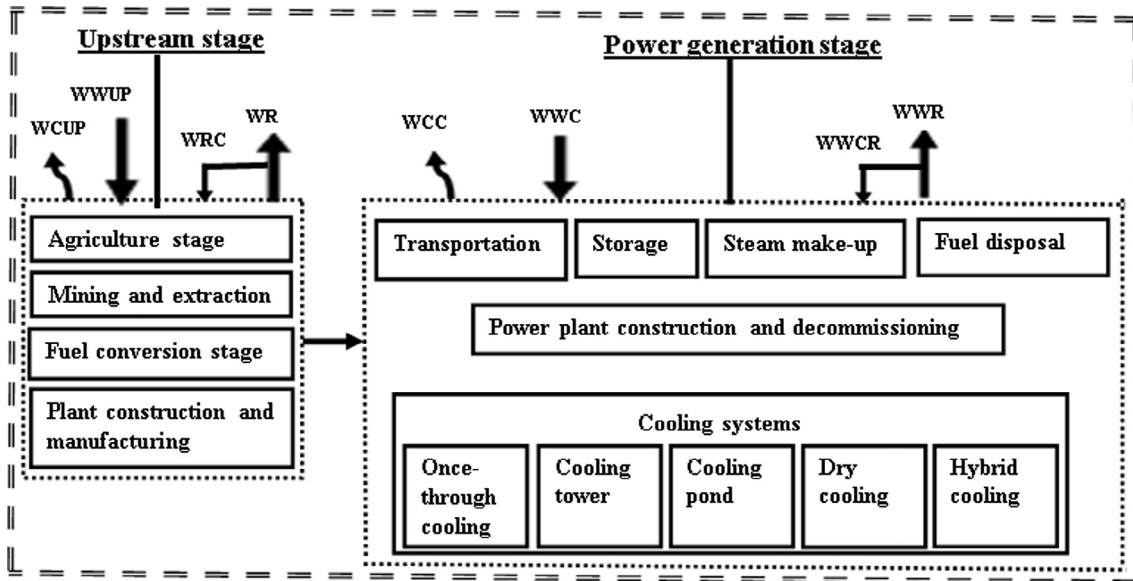 Upstream stage
Power generation stage
WWUP
WCUP
WRC
WR
WCC
WWC
WWCR
WWR
Agriculture stage
Mining and extraction
Fuel conversion stage
Plant construction and
manufacturing
Transportation
Storage
Steam make-up
Fuel disposal
Power plant construction and decommissioning
Cooling systems
Once-
through
cooling
Cooling
tower
Cooling
pond
Dry
cooling
Hybrid
cooling